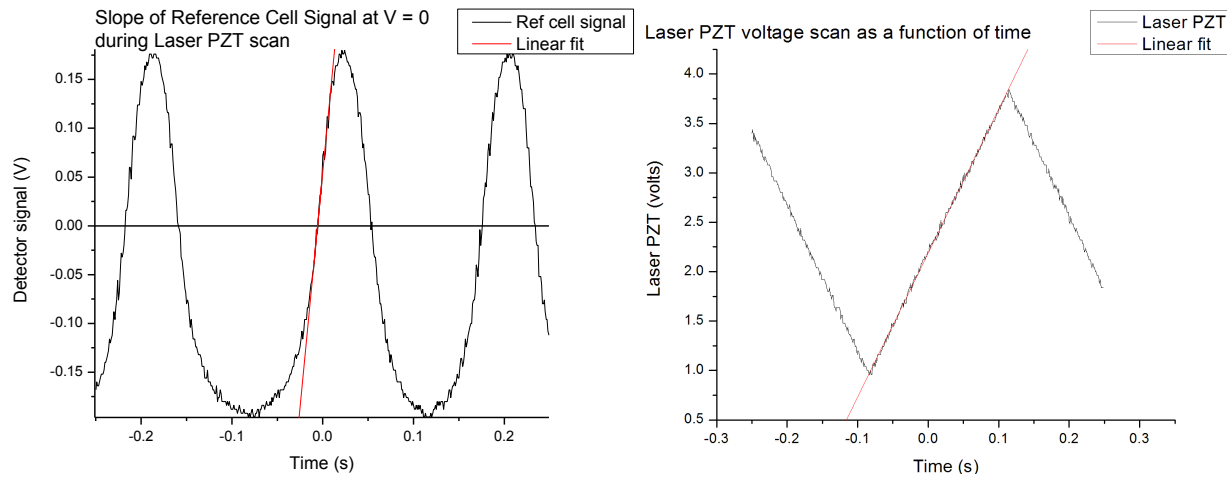 Slope of Reference Cell Signal at V = 0
during Laser PZT scan
Ref cell signal
Linear fit
0.15
0.10
0.05
0.00
-0.05
-0.10
-0.15
Detector signal (V)
-0.2
-0.1
0.0
0.1
0.2
Time (s)
Laser PZT voltage scan as a function of time
Laser PZT
Linear fit
4.0
3.5
3.0
2.5
2.0
1.5
1.0
0.5
Laser PZT (volts)
-0.3
-0.2
-0.1
0.0
0.1
0.2
0.3
Time (s)